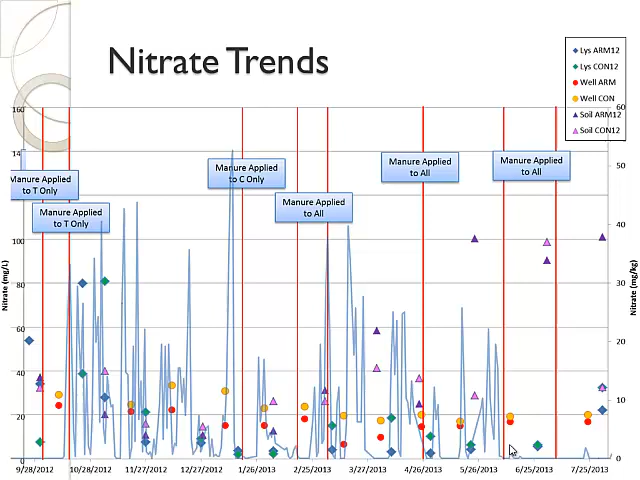 Nitrate Trends
Lys ARM12
Lys CON12
Well ARM
Well CON
Soil ARM12
Soil CON12
160
14
100
80
60
40
20
0
60
50
40
30
20
10
0
Manure Applied
to T Only
Manure Applied
to T Only
Manure Applied
to C Only
Manure Applied
to All
Manure Applied
to All
Manure Applied
to All
Nitrate (mg/L)
Nitrate (mg/kg)
9/28/2012
10/28/2012
11/27/2012
12/27/2012
1/26/2013
2/25/2013
3/27/2013
4/26/2013
5/26/2013
6/25/2013
7/25/2013